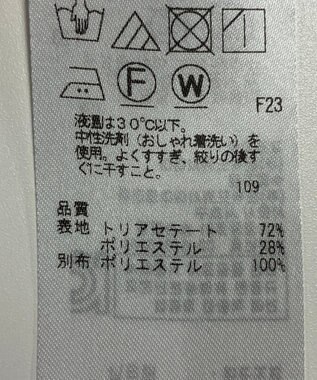 F
W
F23
液温は30℃以下。
中性洗剤（おしゃれ着洗い）を
使用。よくすすぎ、絞りの後す
ぐに干すこと。
109
品質
表地 トリアセテート 72%
ポリエステル 28%
別布 ポリエステル 100%